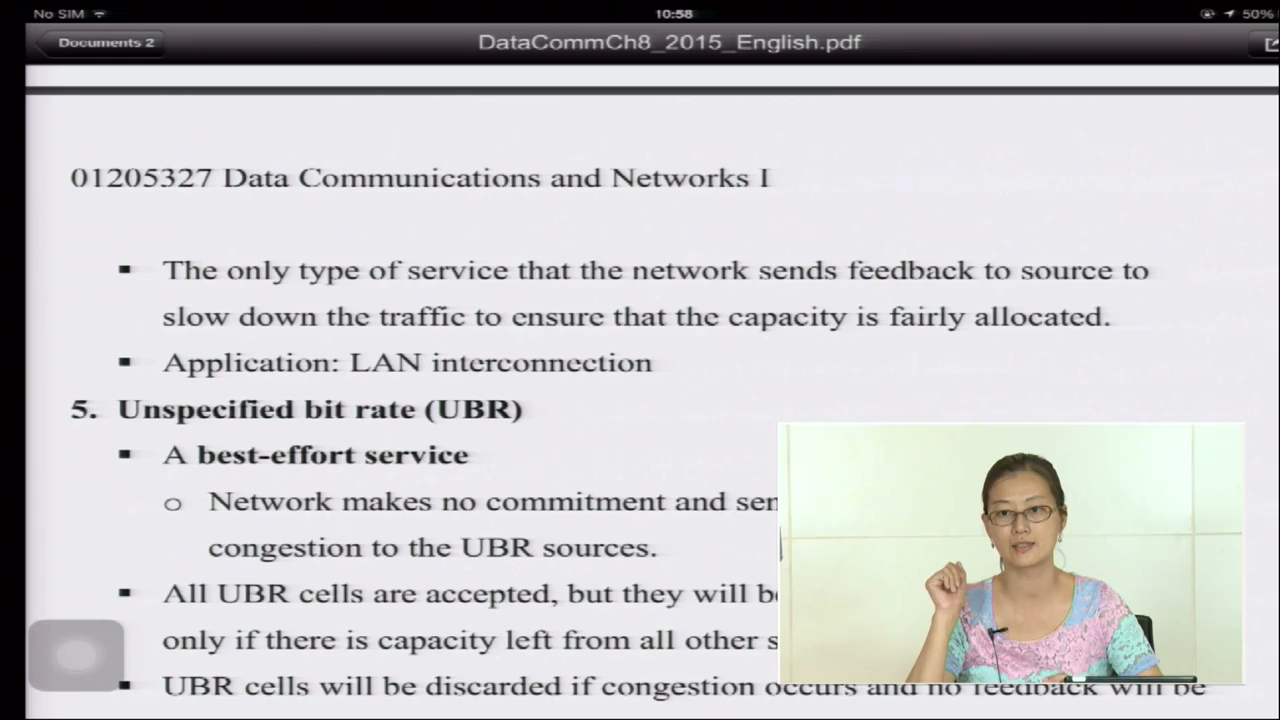 No SIM
10:58
50%
Documents 2
DataCommCh8_2015_English.pdf
01205327 Data Communications and Networks I
▪ The only type of service that the network sends feedback to source to
slow down the traffic to ensure that the capacity is fairly allocated.
▪ Application: LAN interconnection
5. Unspecified bit rate (UBR)
▪ A best-effort service
o Network makes no commitment and
congestion to the UBR sources.
▪ All UBR cells are accepted, but they will
only if there is capacity left from all other
▪ UBR cells will be discarded if congestion occurs and no feedback will be